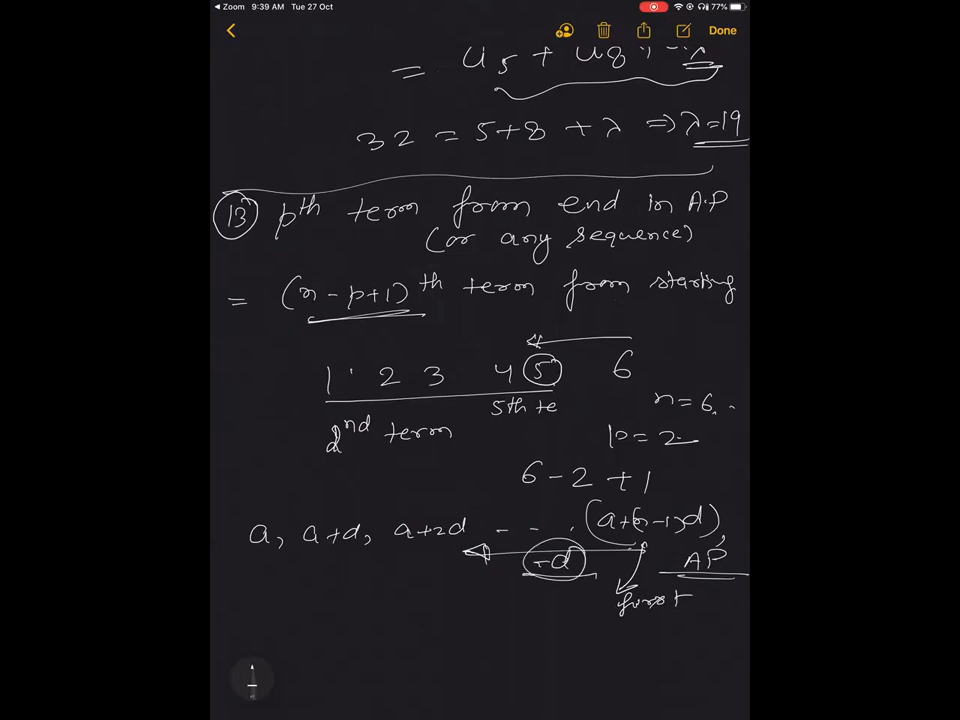 Zoom 9:39 AM Tue 27 Oct 77%
Done
= u5 + u8 +
32 = 5+8 + λ ⇒ λ=19
13 pth term from end in A.P
(or any sequence)
= (n-p+1)th term from starting
1 2 3 4 5 6
5th te
n=6
2nd term
p=2
6-2+1
a, a+d, a+2d - - . (a+(n-1)d),
-d AP
first